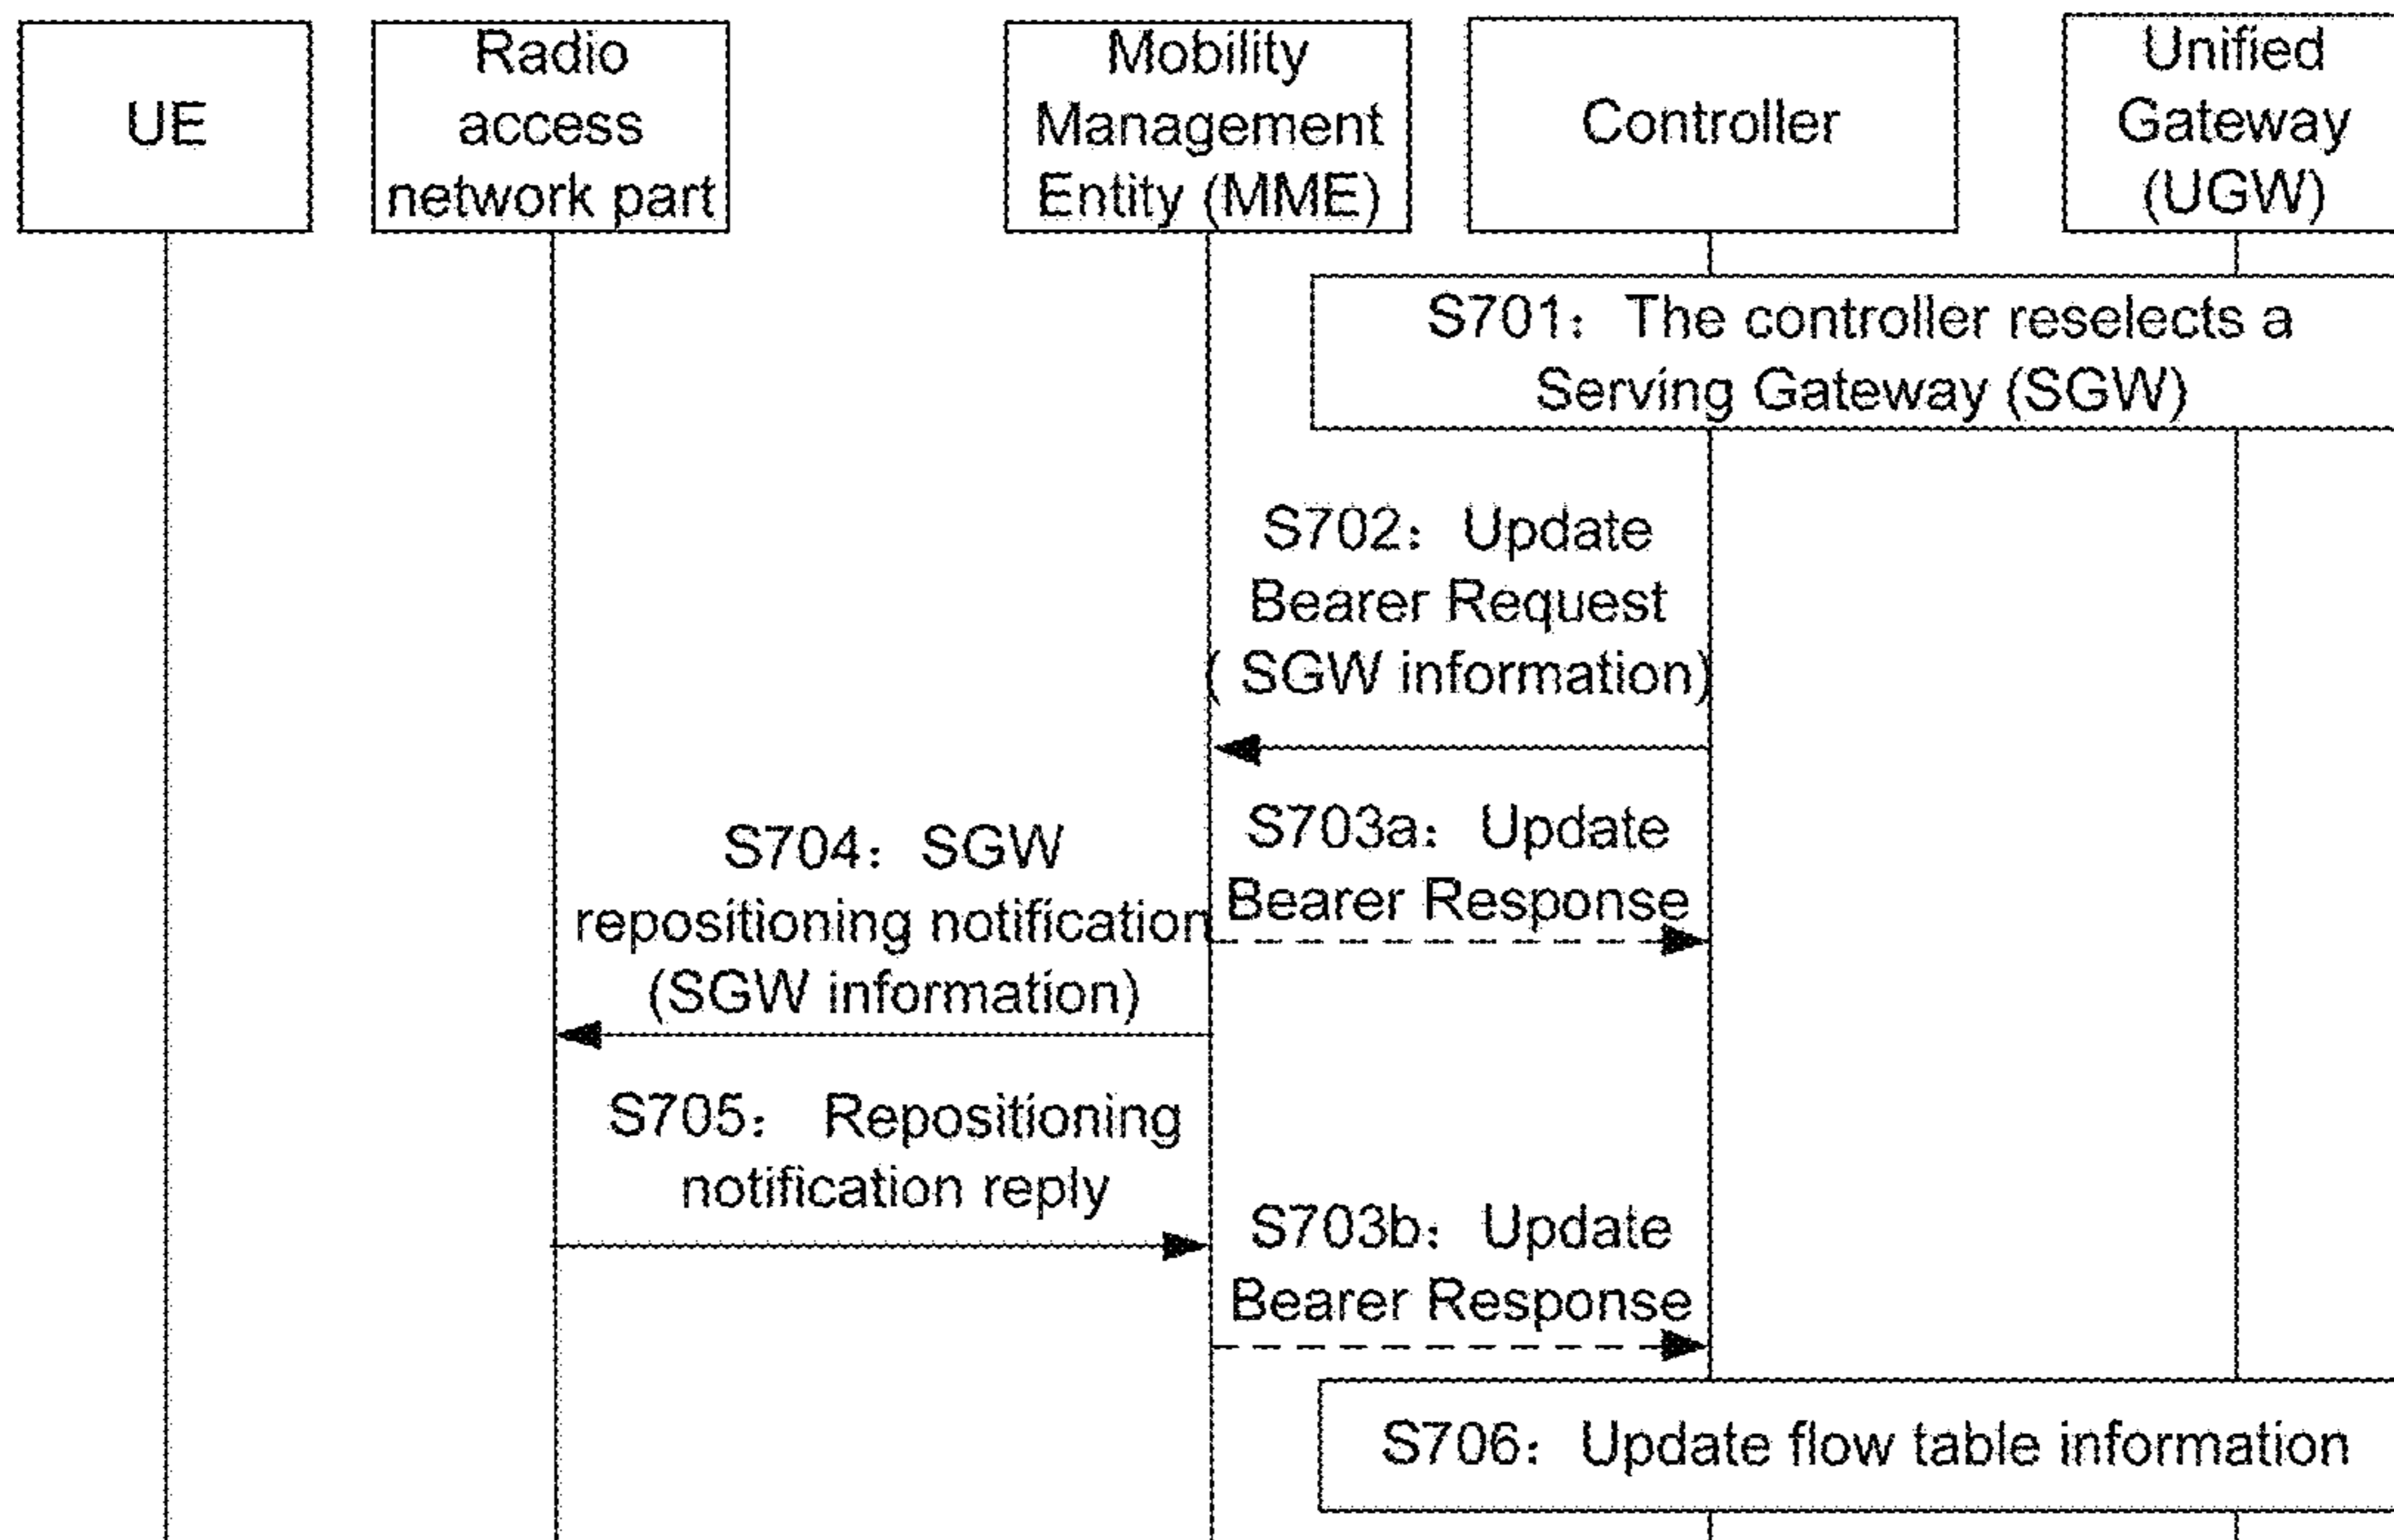 UE
Radio
access
network part
Mobility
Management
Entity (MME)
Controller
Unified
Gateway
(UGW)
S701: The controller reselects a
Serving Gateway (SGW)
S702: Update
Bearer Request
( SGW information)
S703a: Update
Bearer Response
S704: SGW
repositioning notification
(SGW information)
S705: Repositioning
notification reply
S703b: Update
Bearer Response
S706: Update flow table information